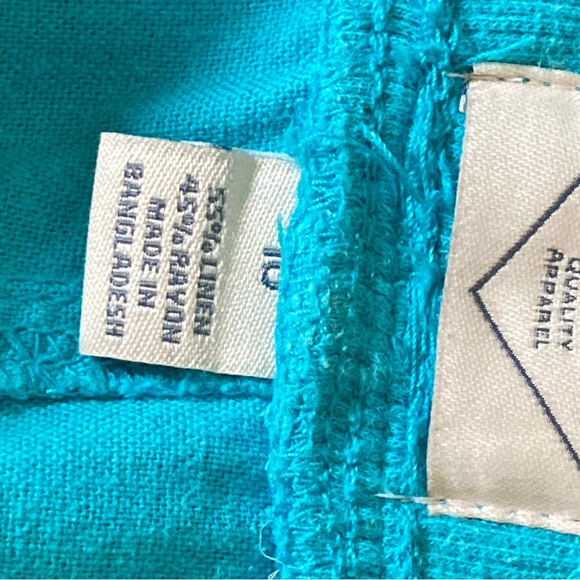 10
55% LINEN
45% RAYON
MADE IN
BANGLADESH
QUALITY
APPAREL